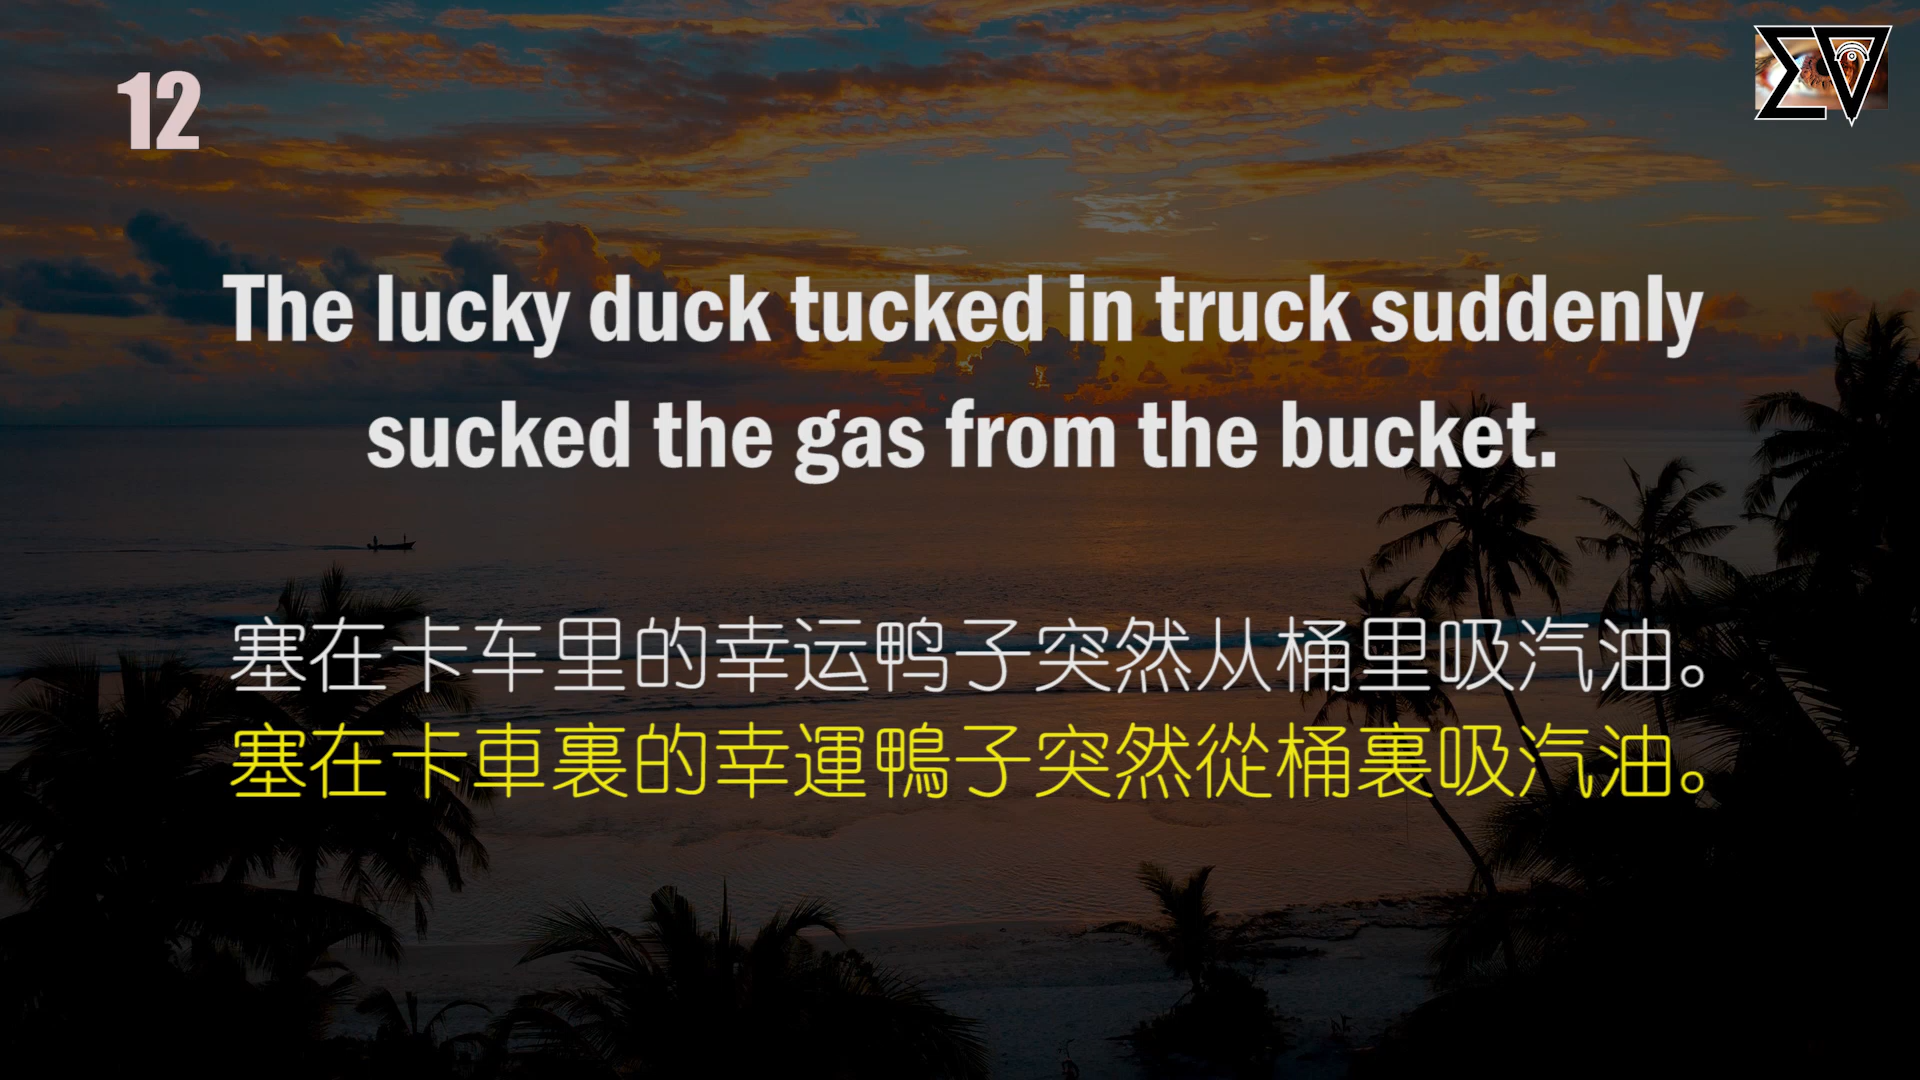 12
The lucky duck tucked in truck suddenly
sucked the gas from the bucket.
塞在卡车里的幸运鸭子突然从桶里吸汽油。
塞在卡車裏的幸運鴨子突然從桶裏吸汽油。